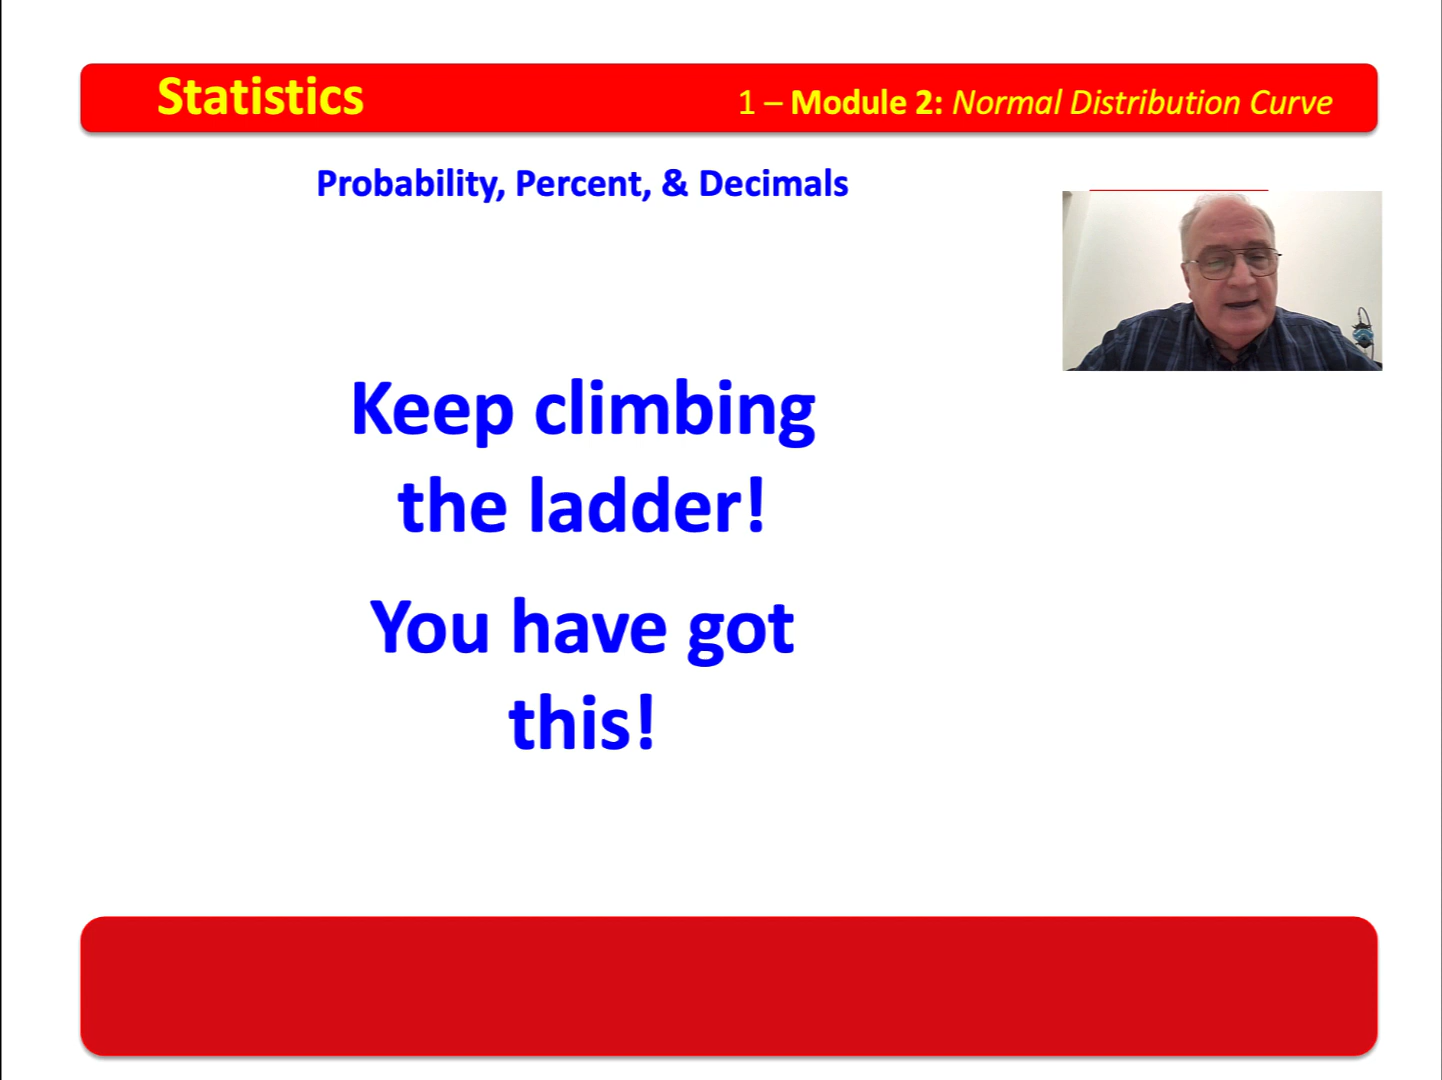 Statistics
1 – Module 2: Normal Distribution Curve
Probability, Percent, & Decimals
Keep climbing
the ladder!
You have got
this!